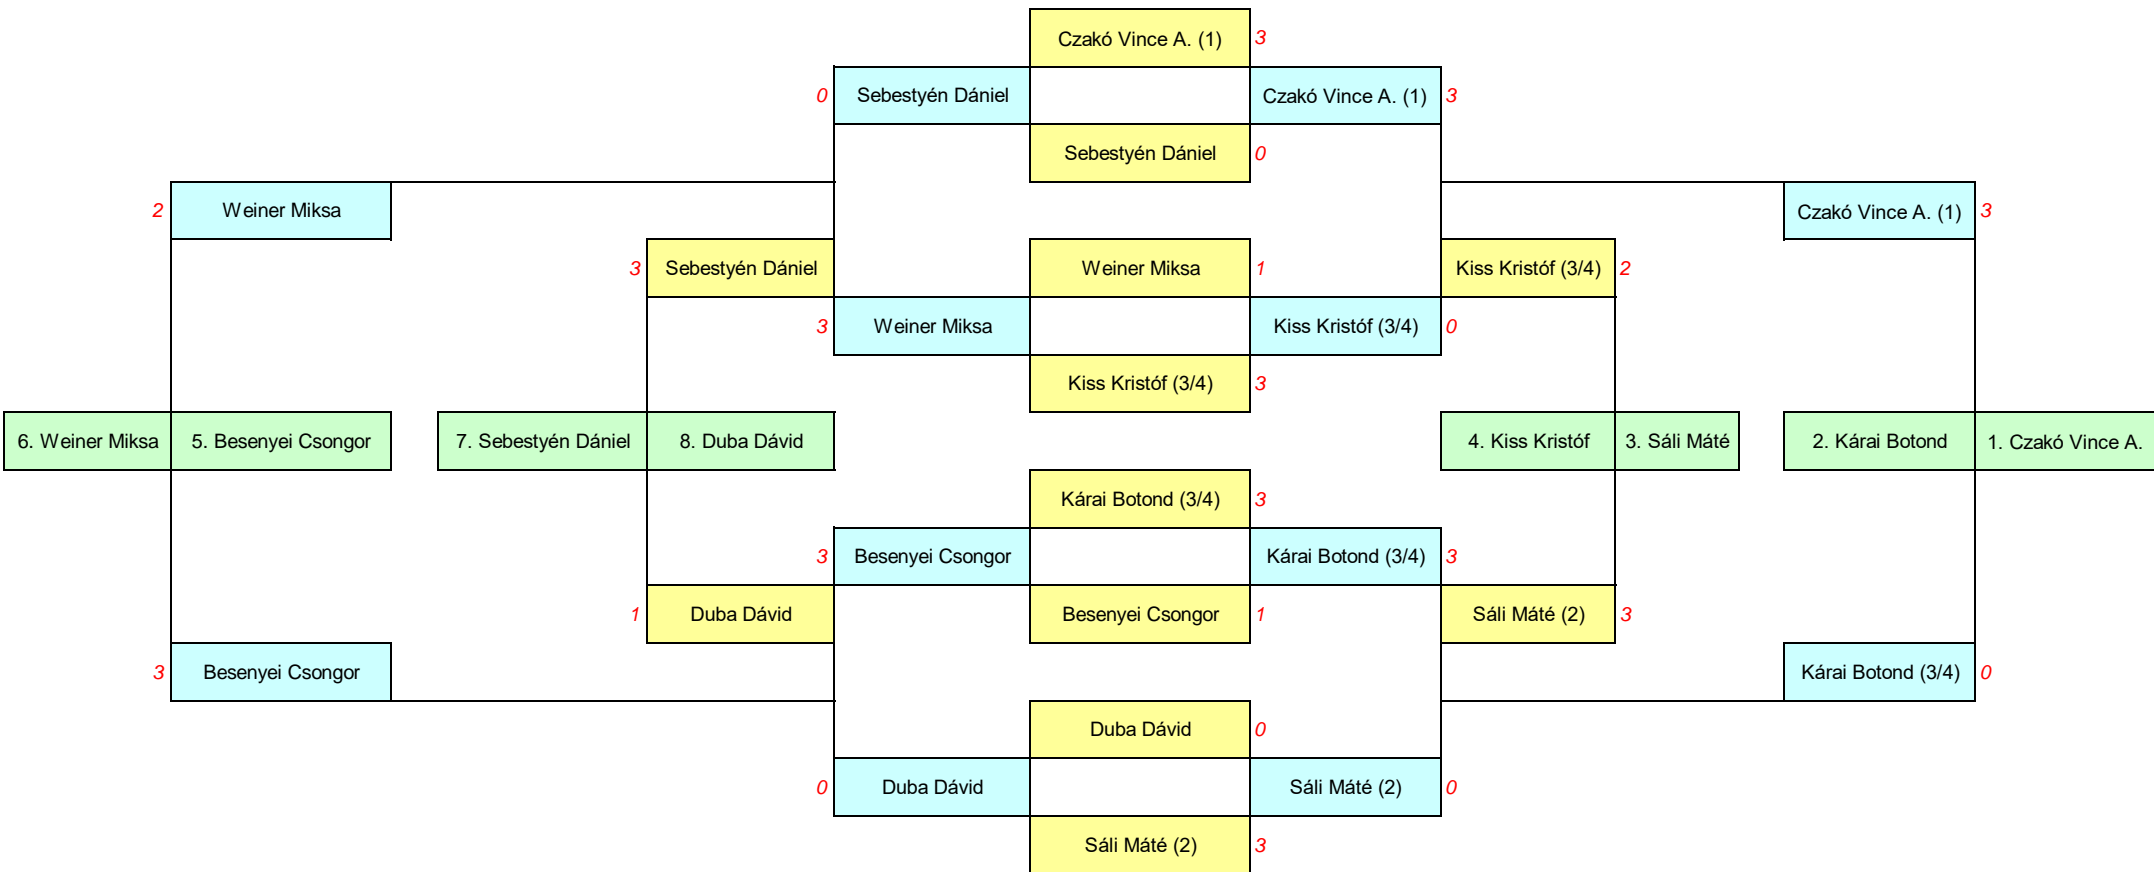 Czakó Vince A. (1) 3
0 Sebestyén Dániel Czakó Vince A. (1) 3
Sebestyén Dániel 0
2 Weiner Miksa Czakó Vince A. (1) 3
3 Sebestyén Dániel Weiner Miksa 1 Kiss Kristóf (3/4) 2
3 Weiner Miksa Kiss Kristóf (3/4) 0
Kiss Kristóf (3/4) 3
6. Weiner Miksa 5. Besenyei Csongor 7. Sebestyén Dániel 8. Duba Dávid 4. Kiss Kristóf 3. Sáli Máté 2. Kárai Botond 1. Czakó Vince A.
Kárai Botond (3/4) 3
3 Besenyei Csongor Kárai Botond (3/4) 3
1 Duba Dávid Besenyei Csongor 1 Sáli Máté (2) 3
3 Besenyei Csongor Kárai Botond (3/4) 0
Duba Dávid 0
0 Duba Dávid Sáli Máté (2) 0
Sáli Máté (2) 3